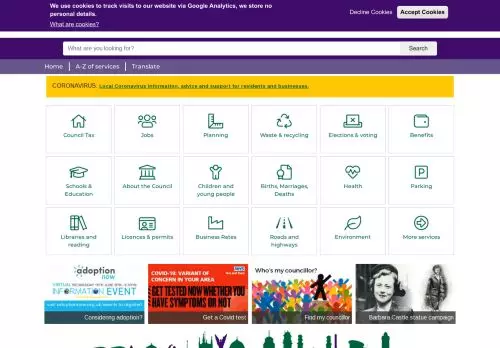 We use cookies to track visits to our website via Google Analytics, we store no
personal details.
What are cookies?
Decline Cookies
Accept Cookies
What are you looking for?
Search
Home
A-Z of services
Translate
CORONAVIRUS: Local Coronavirus information, advice and support for residents and businesses.
Council Tax
Jobs
Planning
Waste & recycling
Elections & voting
Benefits
Schools &
Education
About the Council
Children and
young people
Births, Marriages,
Deaths
Health
Parking
Libraries and
reading
Licences & permits
Business Rates
Roads and
highways
Environment
More services
adoption
now
INFORMATION EVENT
Considering adoption?
COVID-19: VARIANT OF
CONCERN IN YOUR AREA
NHS
GET TESTED NOW WHETHER YOU
HAVE SYMPTOMS OR NOT
Get a Covid test
Who's my councillor?
Find my councillor
Barbara Castle statue campaign